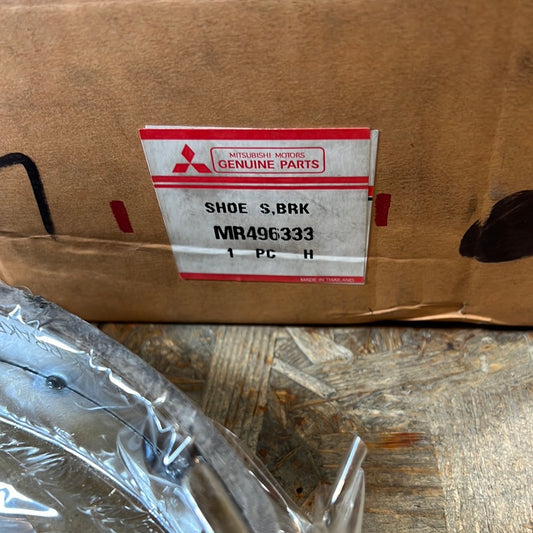 MITSUBISHI MOTORS
GENUINE PARTS
SHOE S,BRK
MR496333
1 PC H
MADE IN THAILAND